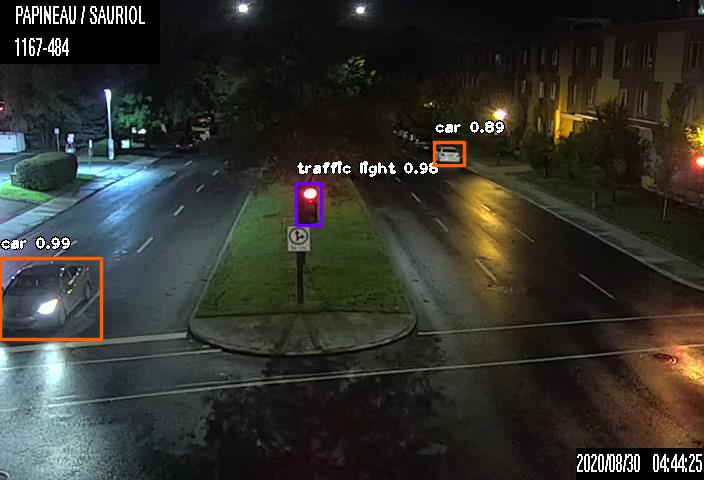 PAPINEAU / SAURIOL
1167-484
car 0.89
traffic light 0.98
car 0.99
2020/08/30 04:44:25